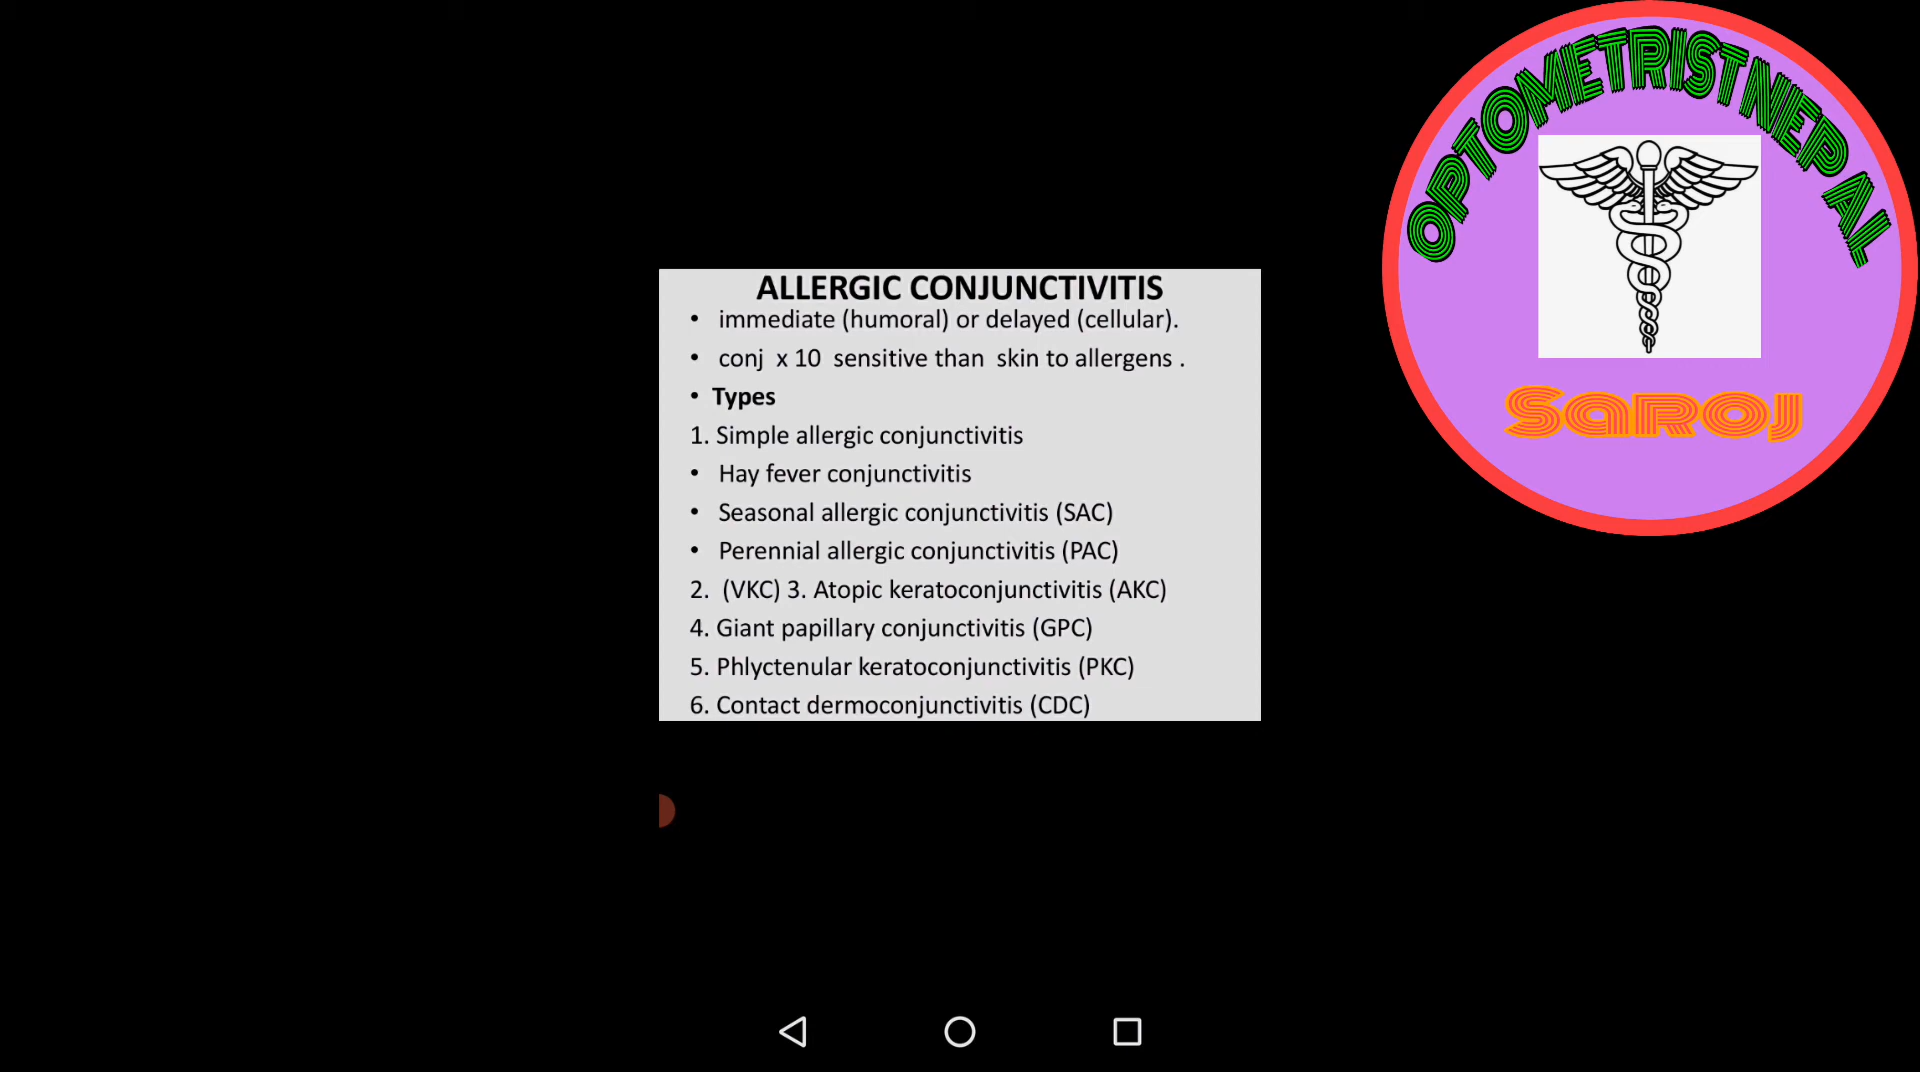 ALLERGIC CONJUNCTIVITIS
• immediate (humoral) or delayed (cellular).
• conj x 10 sensitive than skin to allergens .
• Types
1. Simple allergic conjunctivitis
• Hay fever conjunctivitis
• Seasonal allergic conjunctivitis (SAC)
• Perennial allergic conjunctivitis (PAC)
2. (VKC) 3. Atopic keratoconjunctivitis (AKC)
4. Giant papillary conjunctivitis (GPC)
5. Phlyctenular keratoconjunctivitis (PKC)
6. Contact dermoconjunctivitis (CDC)
OPTOMETRISTNEPAL
Saroj